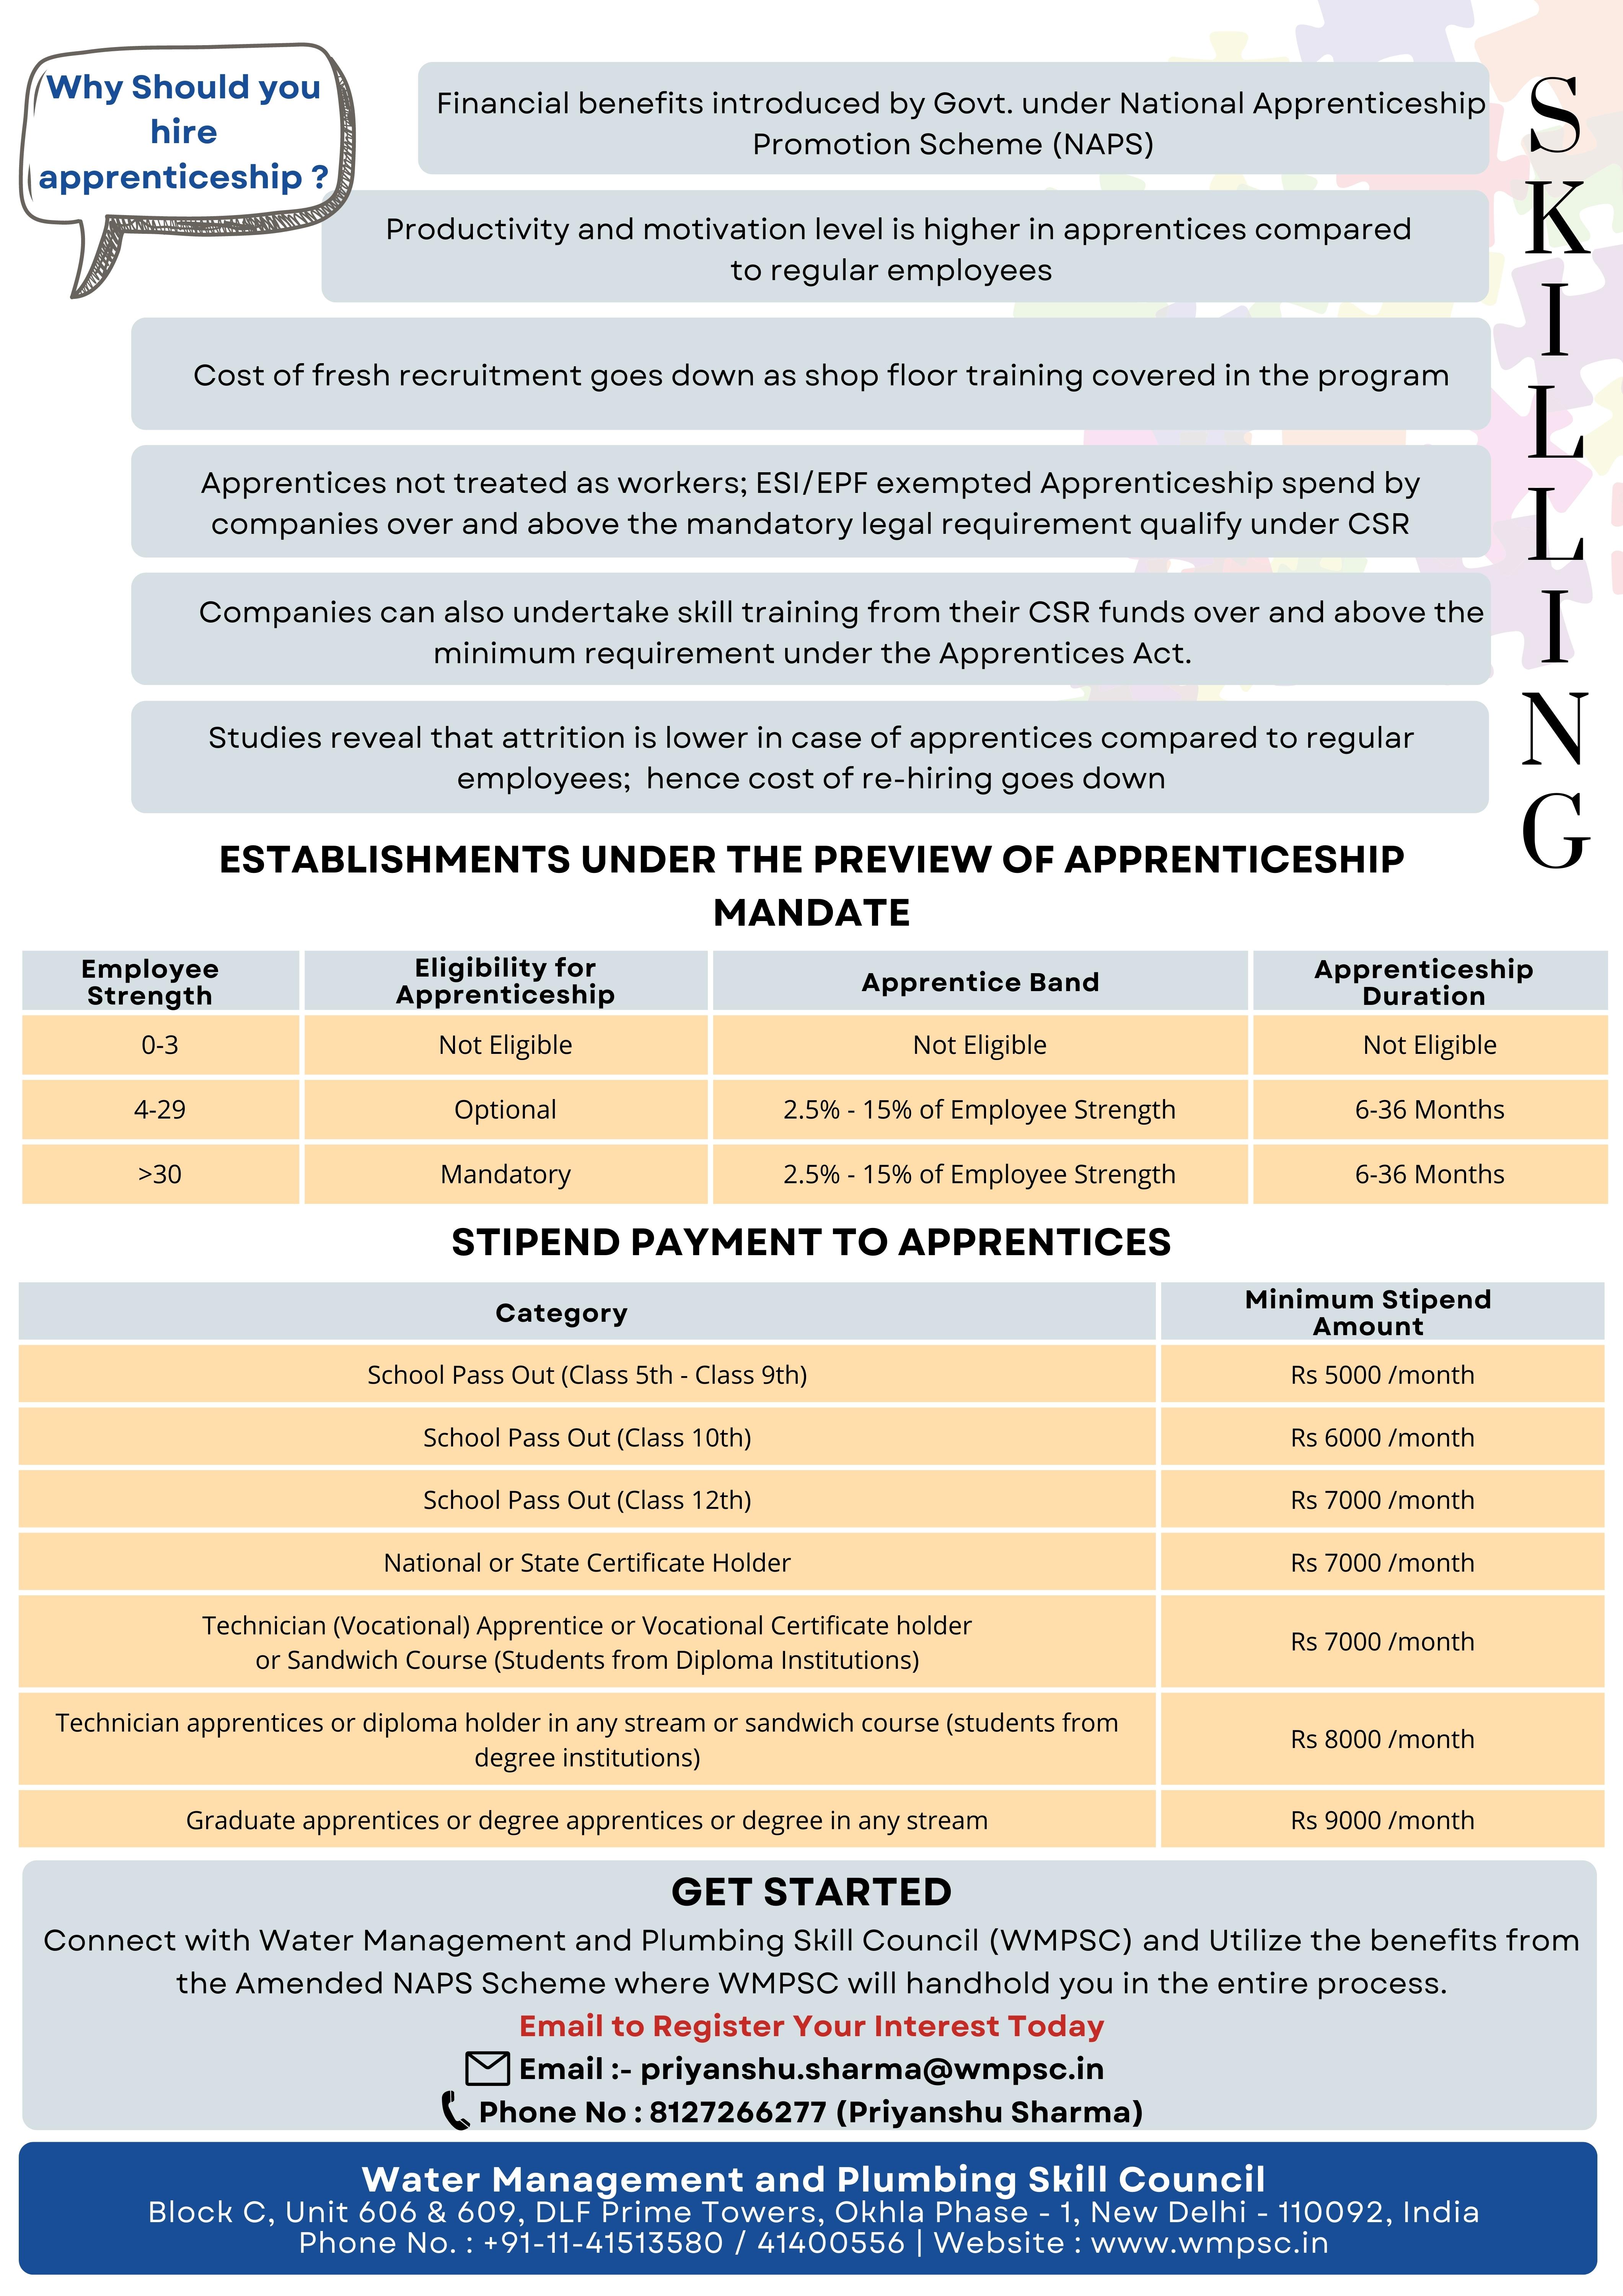 Why Should you
hire
apprenticeship ?
Financial benefits introduced by Govt. under National Apprenticeship
Promotion Scheme (NAPS)
Productivity and motivation level is higher in apprentices compared
to regular employees
Cost of fresh recruitment goes down as shop floor training covered in the program
Apprentices not treated as workers; ESI/EPF exempted Apprenticeship spend by
companies over and above the mandatory legal requirement qualify under CSR
Companies can also undertake skill training from their CSR funds over and above the
minimum requirement under the Apprentices Act.
Studies reveal that attrition is lower in case of apprentices compared to regular
employees;  hence cost of re-hiring goes down
SKILLING
ESTABLISHMENTS UNDER THE PREVIEW OF APPRENTICESHIP
MANDATE
Employee Strength | Eligibility for Apprenticeship | Apprentice Band | Apprenticeship Duration
0-3 | Not Eligible | Not Eligible | Not Eligible
4-29 | Optional | 2.5% - 15% of Employee Strength | 6-36 Months
>30 | Mandatory | 2.5% - 15% of Employee Strength | 6-36 Months
STIPEND PAYMENT TO APPRENTICES
Category | Minimum Stipend Amount
School Pass Out (Class 5th - Class 9th) | Rs 5000 /month
School Pass Out (Class 10th) | Rs 6000 /month
School Pass Out (Class 12th) | Rs 7000 /month
National or State Certificate Holder | Rs 7000 /month
Technician (Vocational) Apprentice or Vocational Certificate holder
or Sandwich Course (Students from Diploma Institutions) | Rs 7000 /month
Technician apprentices or diploma holder in any stream or sandwich course (students from
degree institutions) | Rs 8000 /month
Graduate apprentices or degree apprentices or degree in any stream | Rs 9000 /month
GET STARTED
Connect with Water Management and Plumbing Skill Council (WMPSC) and Utilize the benefits from
the Amended NAPS Scheme where WMPSC will handhold you in the entire process.
Email to Register Your Interest Today
Email :- priyanshu.sharma@wmpsc.in
Phone No : 8127266277 (Priyanshu Sharma)
Water Management and Plumbing Skill Council
Block C, Unit 606 & 609, DLF Prime Towers, Okhla Phase - 1, New Delhi - 110092, India
Phone No. : +91-11-41513580 / 41400556 | Website : www.wmpsc.in